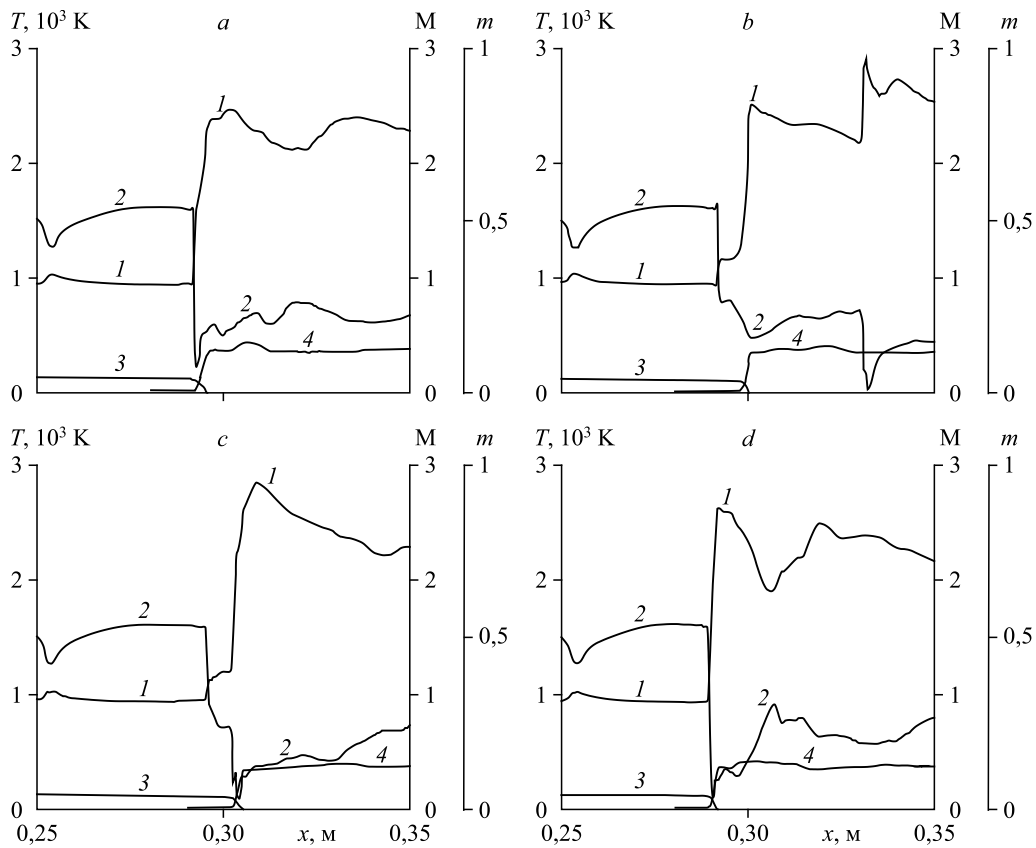 T, 10³ K a M m b T, 10³ K M m
3 3 1 3 3 1
1 1
2 2 2 2
2 0,5 2 0,5
1 1 1 1 1 1
2 2 4
3 4 3
0 0 0 0 0 0
T, 10³ K c M m T, 10³ K d M m
3 3 1 3 3 1
1 1
2 2 2 2
2 0,5 2 0,5
1 1 1 1 1 1
2 4 2 4
3 3
0 0 0 0 0 0
0,25 0,30 x, м 0,35 0,25 0,30 x, м 0,35